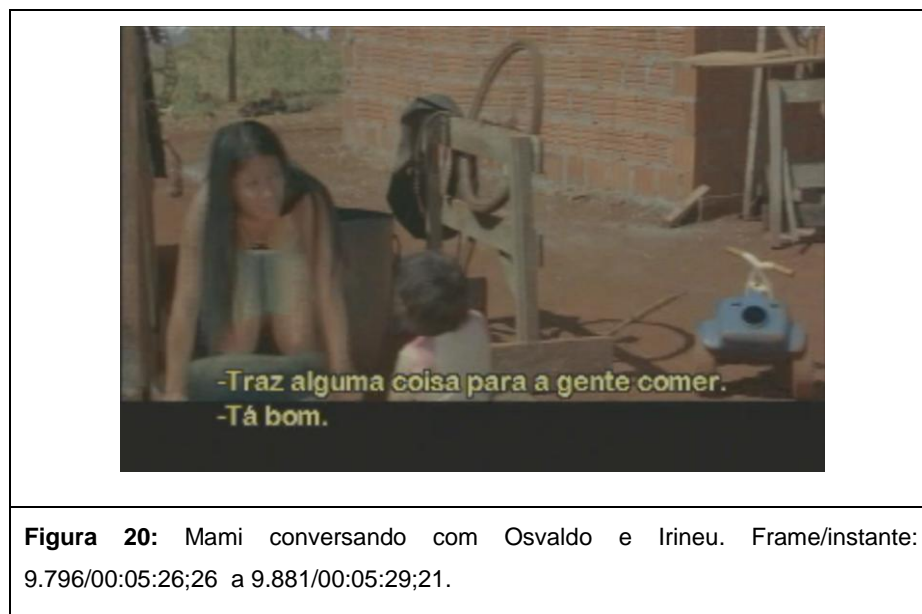 -Traz alguma coisa para a gente comer.
-Tá bom.
Figura 20: Mami conversando com Osvaldo e Irineu. Frame/instante:
9.796/00:05:26;26 a 9.881/00:05:29;21.